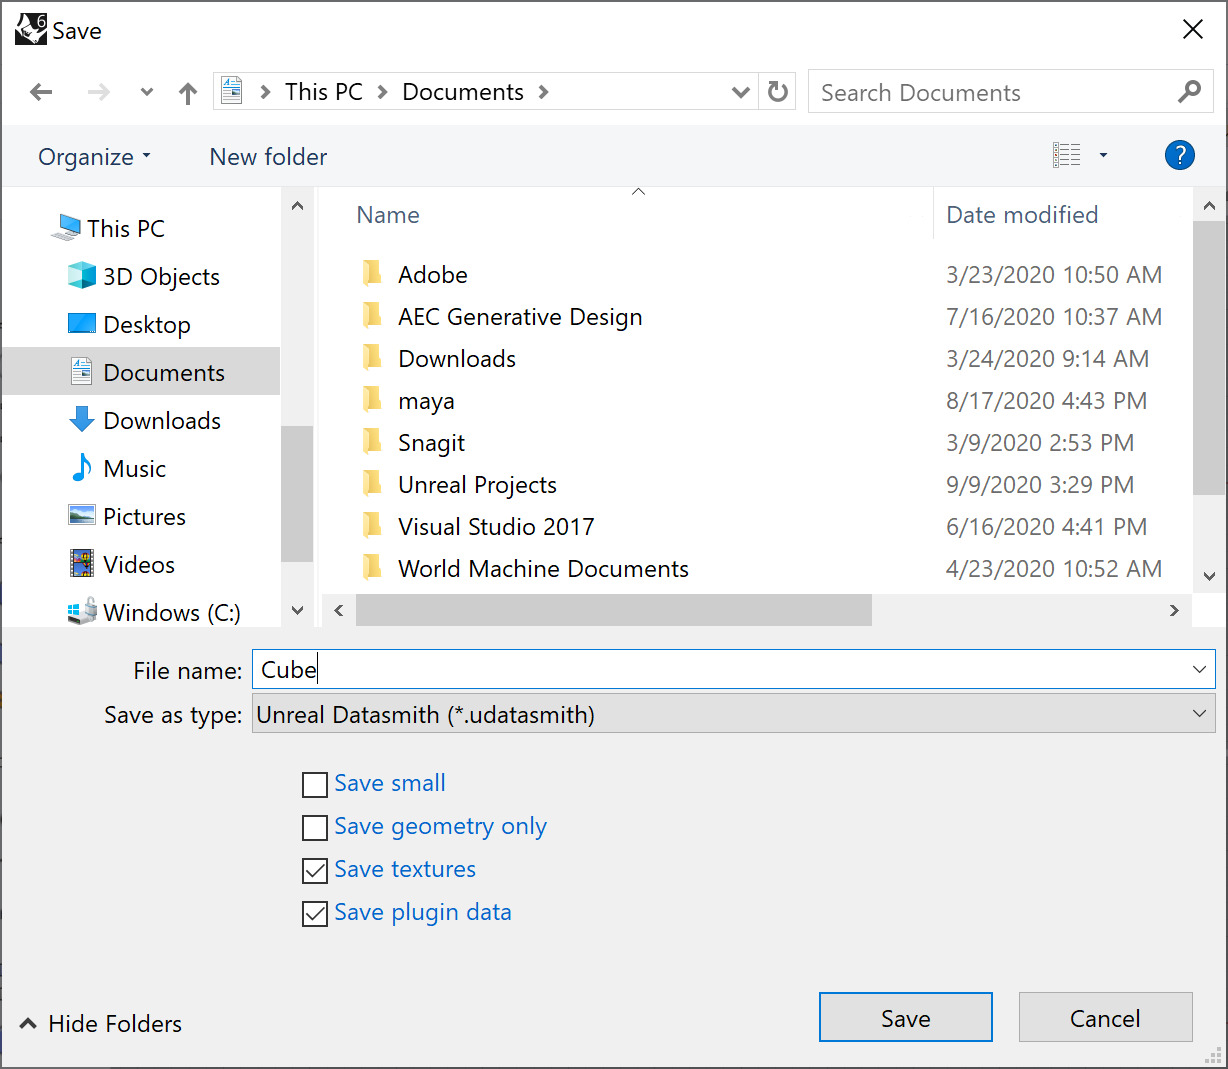 6 Save
This PC Documents Search Documents
Organize New folder ?
Name Date modified
This PC
3D Objects
Desktop
Documents
Downloads
Music
Pictures
Videos
Windows (C:)
Adobe 3/23/2020 10:50 AM
AEC Generative Design 7/16/2020 10:37 AM
Downloads 3/24/2020 9:14 AM
maya 8/17/2020 4:43 PM
Snagit 3/9/2020 2:53 PM
Unreal Projects 9/9/2020 3:29 PM
Visual Studio 2017 6/16/2020 4:41 PM
World Machine Documents 4/23/2020 10:52 AM
File name: Cube
Save as type: Unreal Datasmith (*.udatasmith)
Save small
Save geometry only
Save textures
Save plugin data
Hide Folders Save Cancel